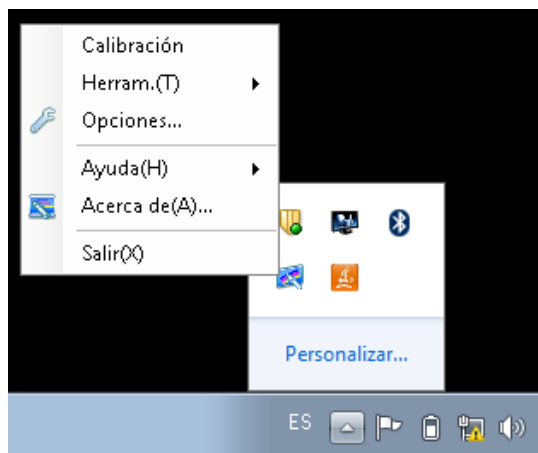 Calibración
Herram.(T)
Opciones...
Ayuda(H)
Acerca de(A)...
Salir(X)
Personalizar...
ES